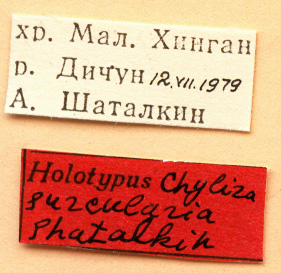 хр. Мал. Хинган
р. Дичун 12.VII.1979
А. Шаталкин
Holotypus Chyliza
surcularia
Shatalkin